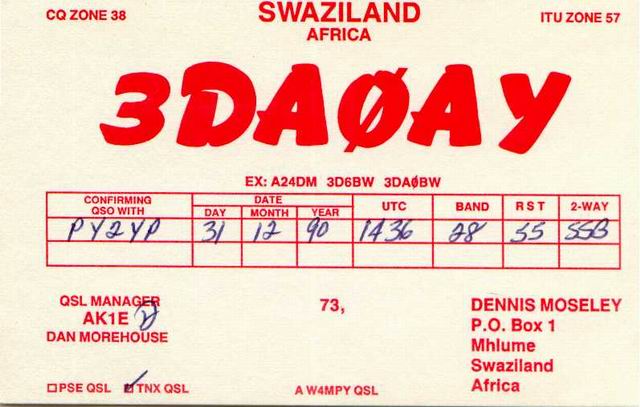 CQ ZONE 38 SWAZILAND ITU ZONE 57
AFRICA
3DAØAY
EX: A24DM 3D6BW 3DAØBW
CONFIRMING QSO WITH DATE UTC BAND RST 2-WAY
DAY MONTH YEAR
PY2YP 31 12 90 1436 28 55 SSB
QSL MANAGER 73, DENNIS MOSELEY
AK1E P.O. Box 1
DAN MOREHOUSE Mhlume
Swaziland
☐PSE QSL ☑TNX QSL A W4MPY QSL Africa